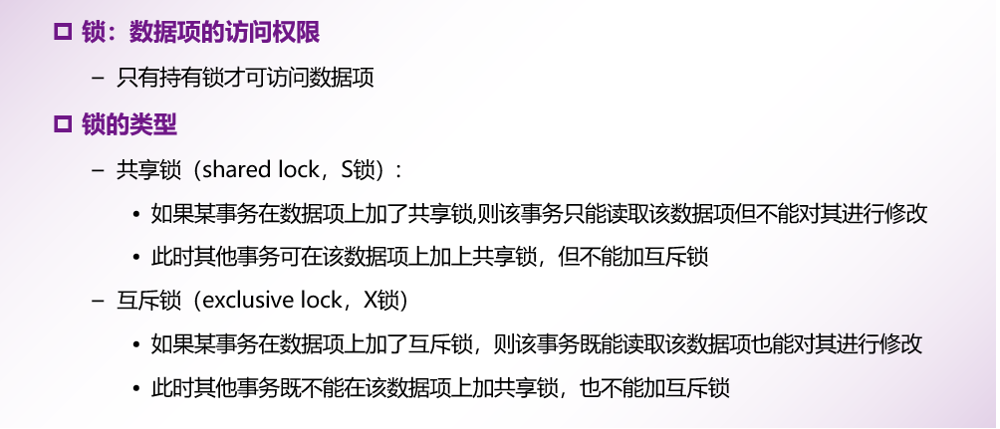 锁：数据项的访问权限
– 只有持有锁才可访问数据项
锁的类型
– 共享锁（shared lock，S锁）:
• 如果某事务在数据项上加了共享锁,则该事务只能读取该数据项但不能对其进行修改
• 此时其他事务可在该数据项上加上共享锁，但不能加互斥锁
– 互斥锁（exclusive lock，X锁）
• 如果某事务在数据项上加了互斥锁，则该事务既能读取该数据项也能对其进行修改
• 此时其他事务既不能在该数据项上加共享锁，也不能加互斥锁